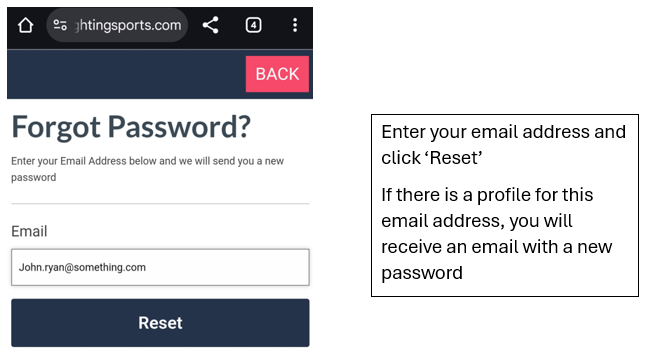 ghtingsports.com
4
BACK
Forgot Password?
Enter your Email Address below and we will send you a new
password
Email
John.ryan@something.com
Reset
Enter your email address and
click ‘Reset’
If there is a profile for this
email address, you will
receive an email with a new
password